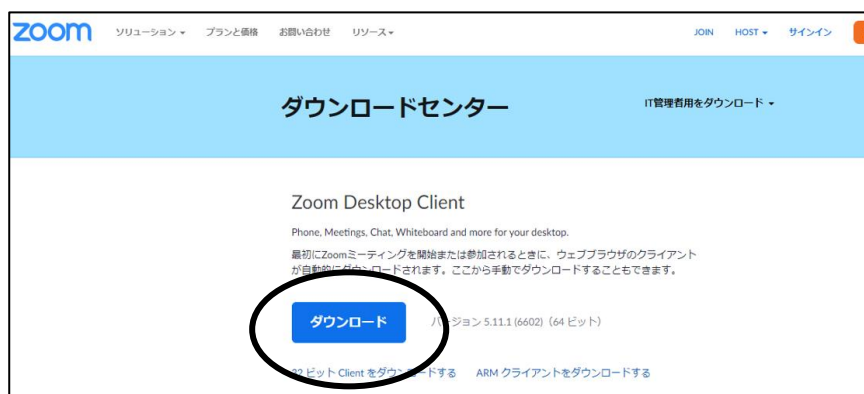 zoom ソリューション プランと価格 お問い合わせ リソース JOIN HOST サインイン
ダウンロードセンター IT管理者用をダウンロード
Zoom Desktop Client
Phone, Meetings, Chat, Whiteboard and more for your desktop.
最初にZoomミーティングを開始または参加されるときに、ウェブブラウザのクライアント
が自動的にダウンロードされます。ここから手動でダウンロードすることもできます。
ダウンロード バージョン 5.11.1 (6602) (64 ビット)
32 ビット Client をダウンロードする ARM クライアントをダウンロードする